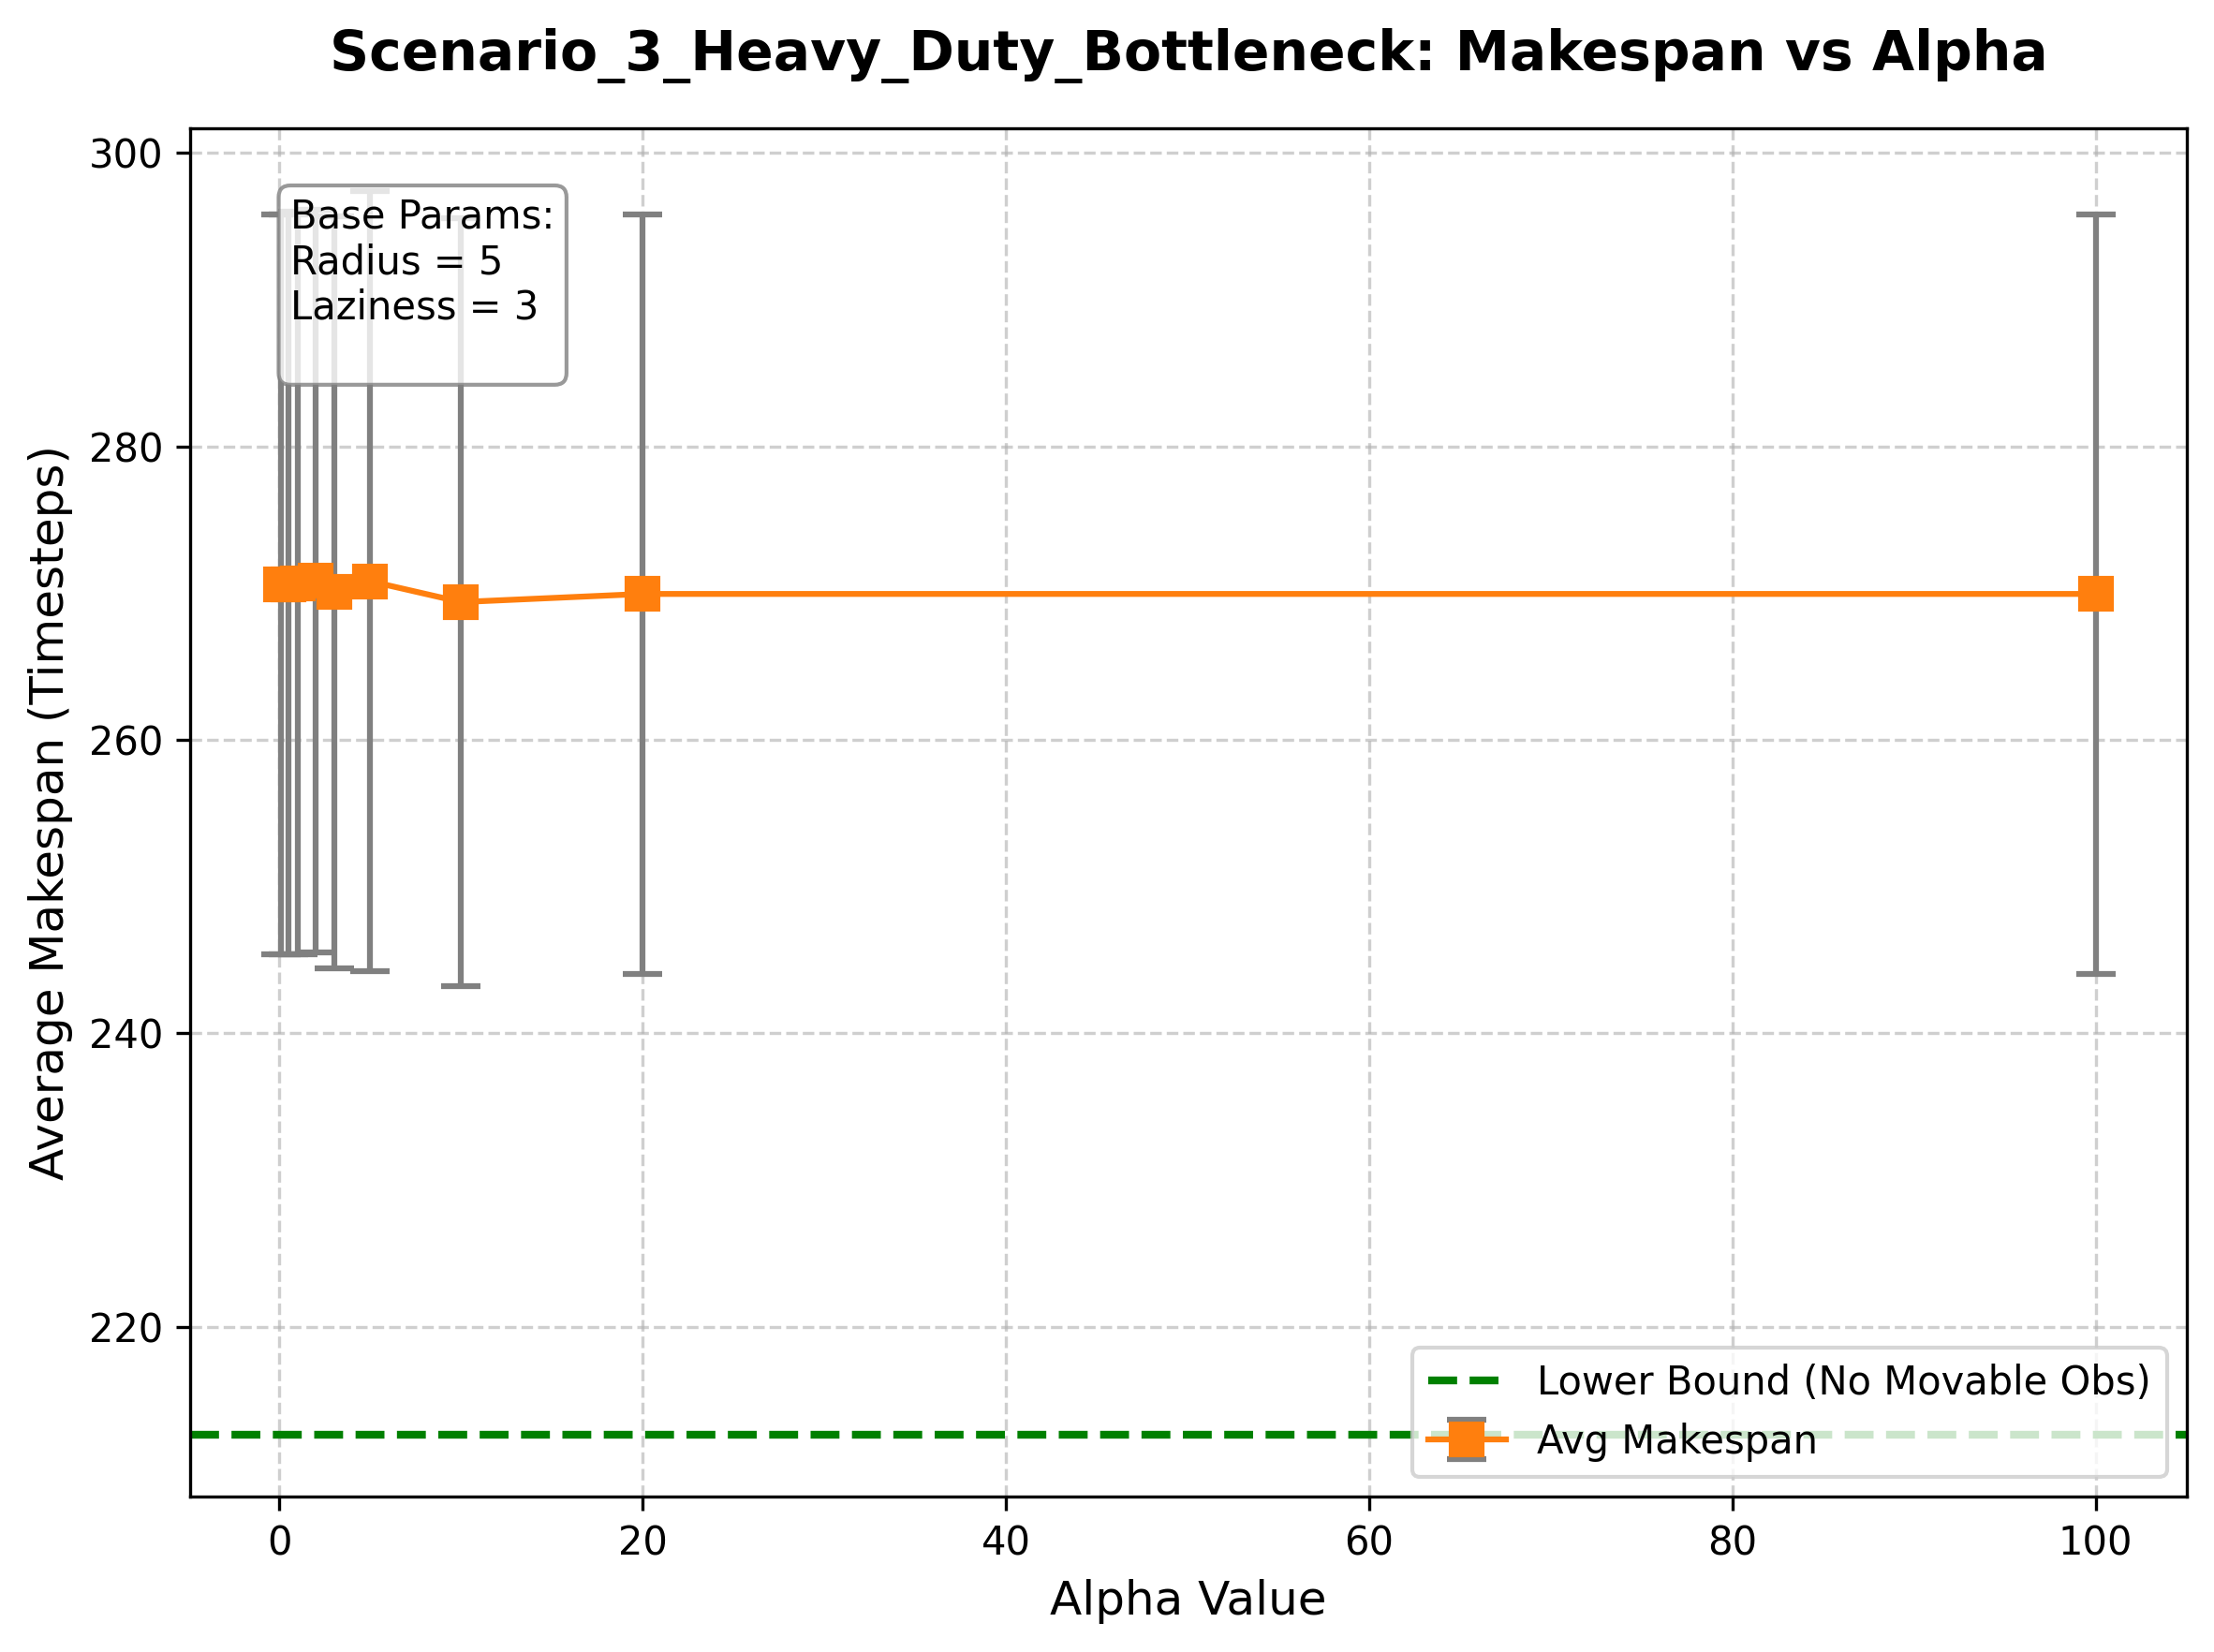 Scenario_3_Heavy_Duty_Bottleneck: Makespan vs Alpha
Average Makespan (Timesteps)
300
280
260
240
220
Base Params:
Radius = 5
Laziness = 3
Lower Bound (No Movable Obs)
Avg Makespan
0
20
40
60
80
100
Alpha Value